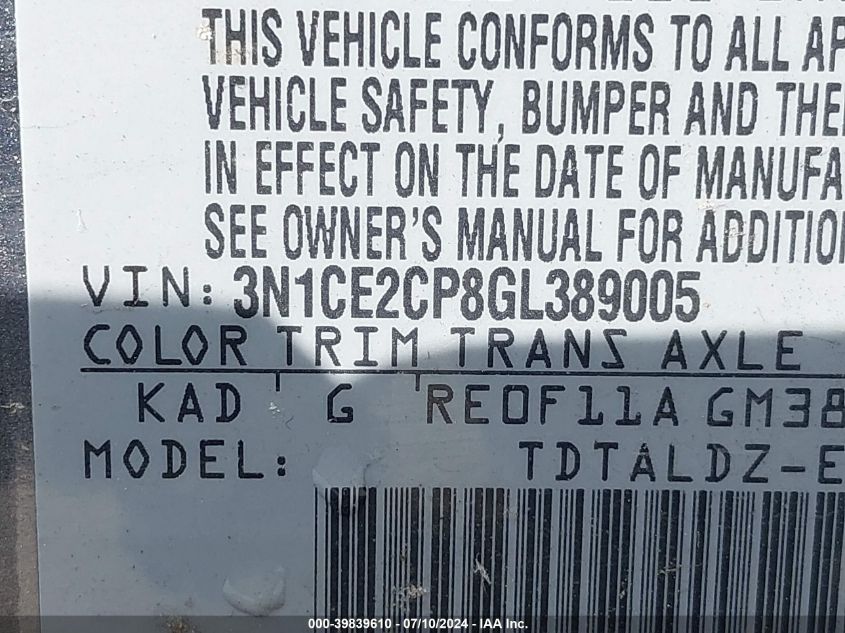 THIS VEHICLE CONFORMS TO ALL AP
VEHICLE SAFETY, BUMPER AND THE
IN EFFECT ON THE DATE OF MANUFA
SEE OWNER'S MANUAL FOR ADDITION
VIN: 3N1CE2CP8GL389005
COLOR TRIM TRANS AXLE
KAD G RE0F11A GM38
MODEL: TDTALDZ-E
000-39839610 - 07/10/2024 - IAA Inc.